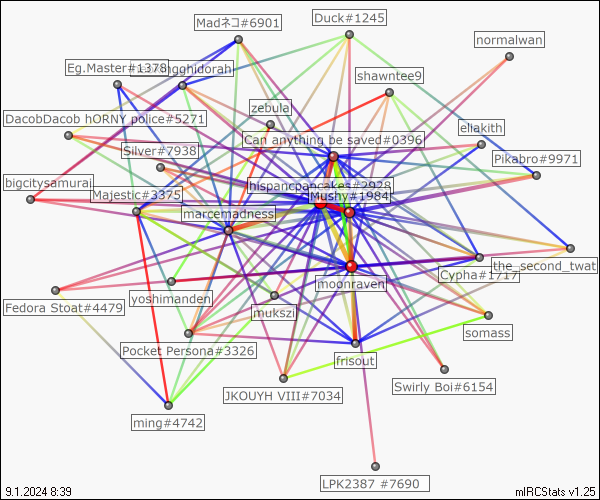 Madネコ#6901
Duck#1245
normalwan
Eg.Master#1378
ghidorah
shawntee9
zebula
DacobDacob hORNY police#5271
eliakith
Can anything be saved#0396
Silver#7938
Pikabro#9971
bigcitysamurai
hispancpancakes#2928
Majestic#3375
Mushy#1984
marcemadness
the_second_twat
Cypha#1717
moonraven
yoshimanden
Fedora Stoat#4479
mukszi
somass
Pocket Persona#3326
frisout
Swirly Boi#6154
JKOUYH VIII#7034
ming#4742
LPK2387 #7690
9.1.2024 8:39
mIRCStats v1.25